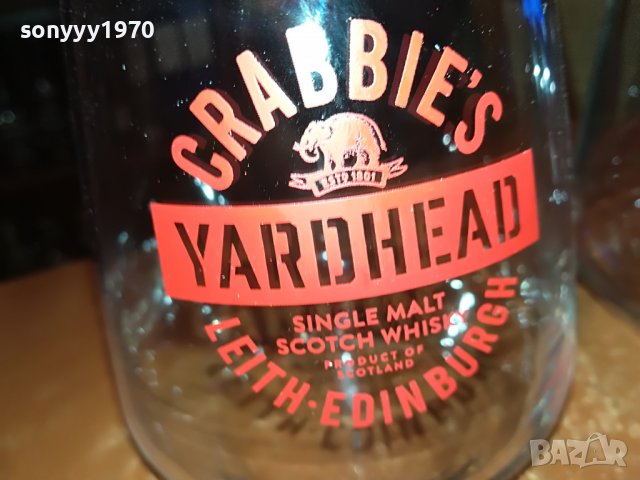 sonyyy1970
CRABBIE'S
ESTD 1801
YARDHEAD
SINGLE MALT
SCOTCH WHISKY
PRODUCT OF
SCOTLAND
LEITH·EDINBURGH
BAZAR